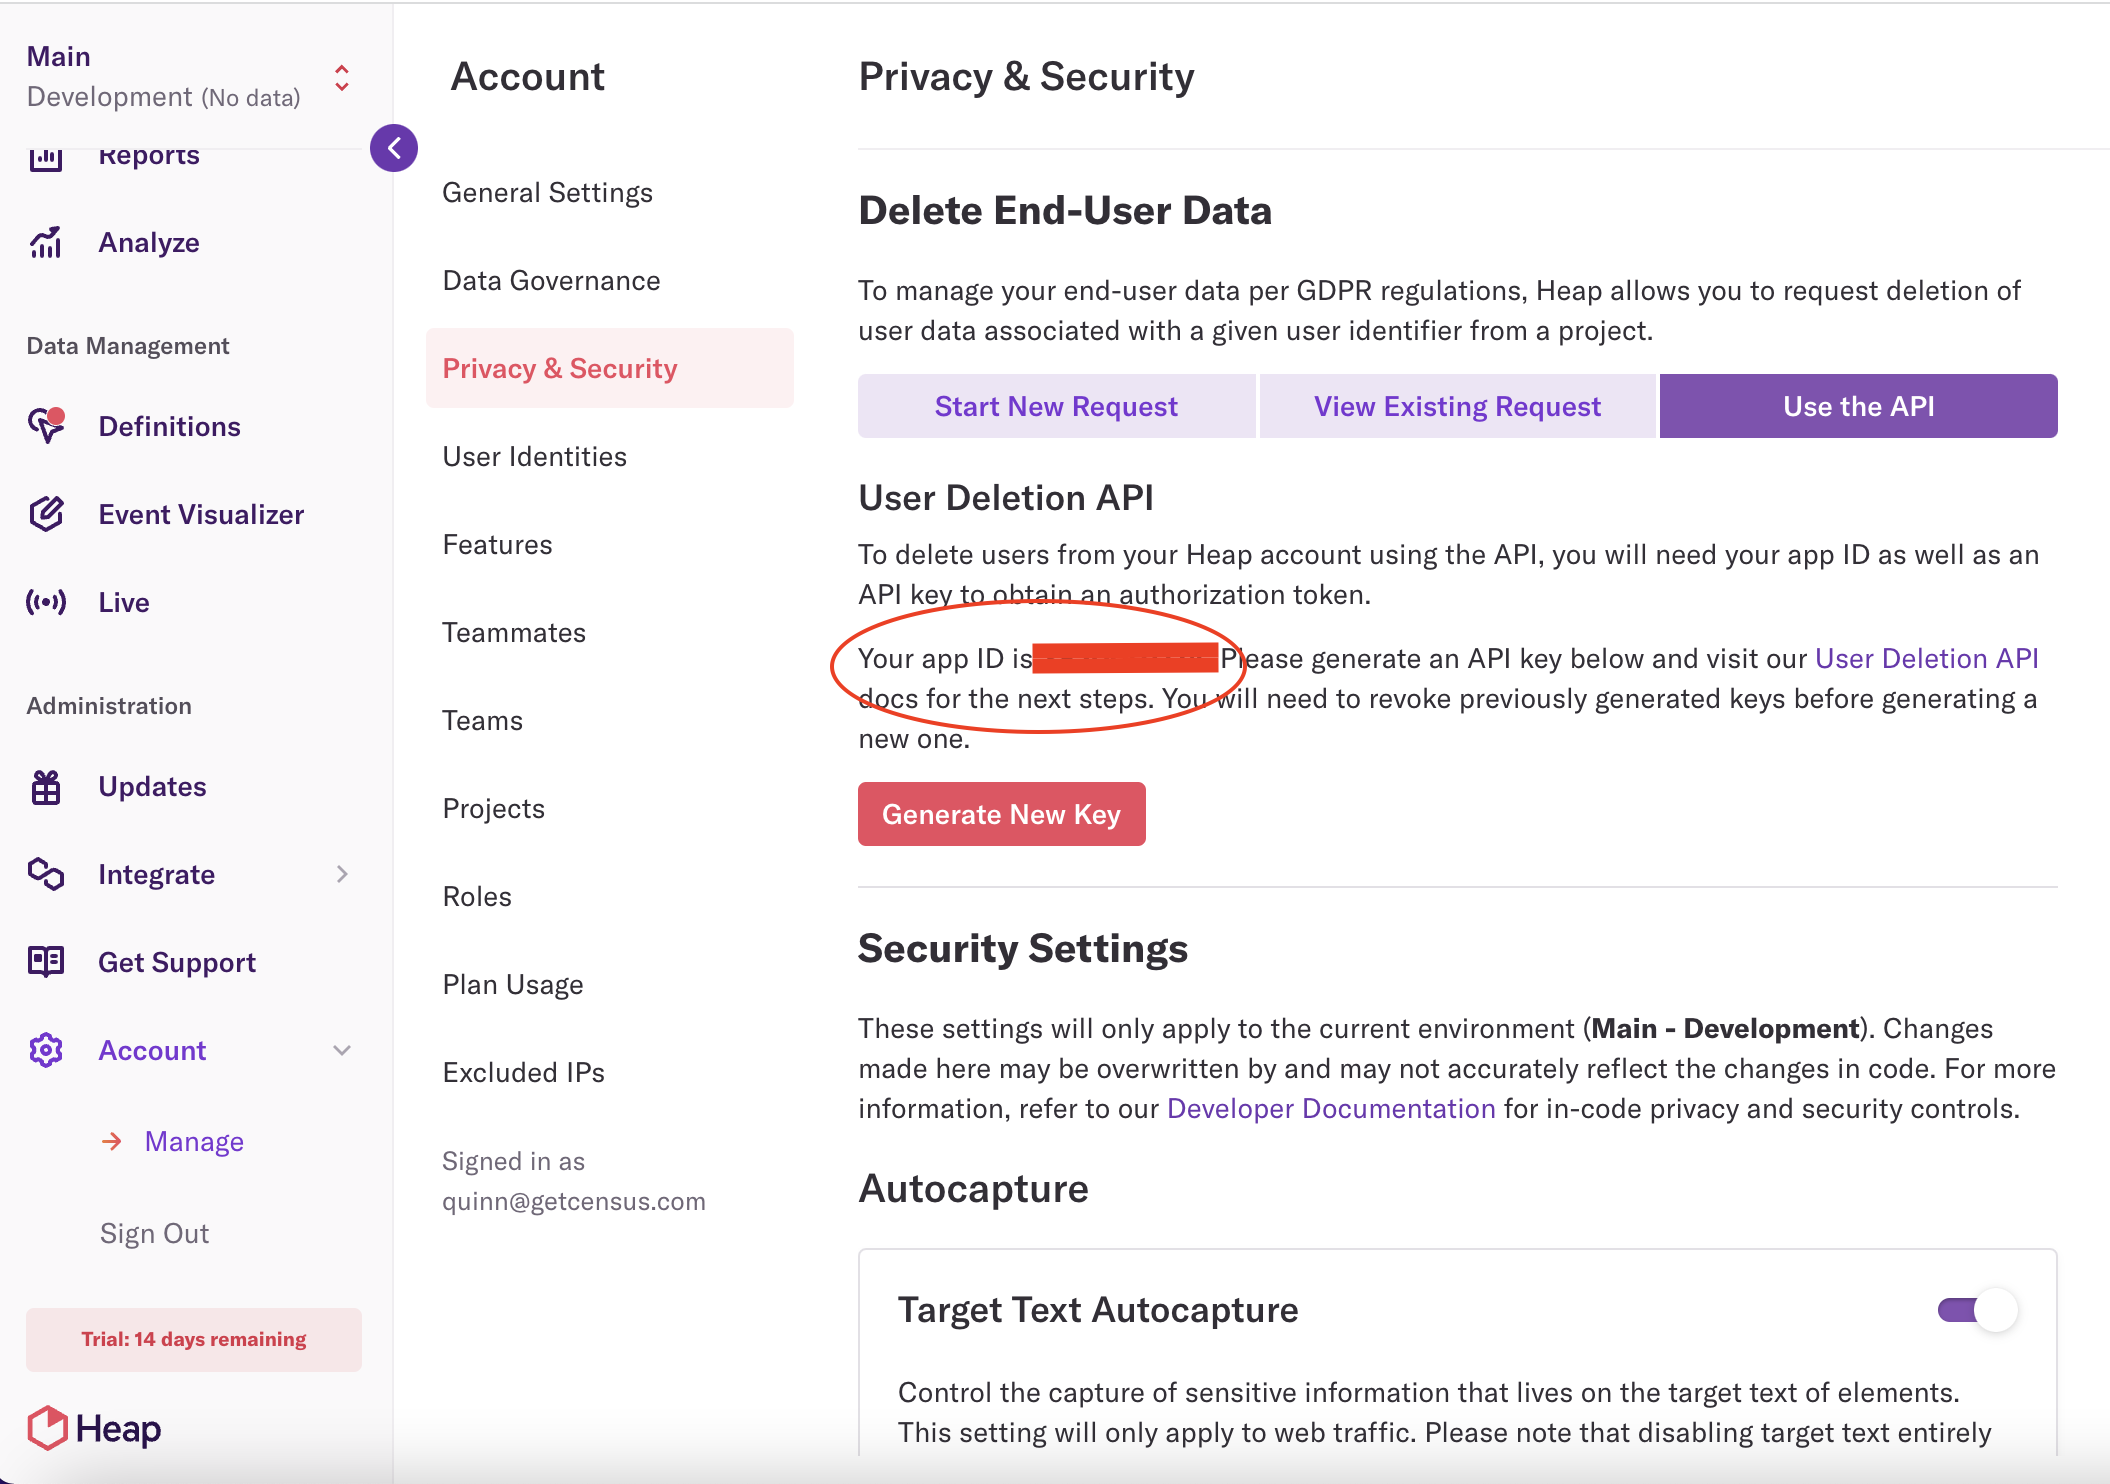 Main
Development (No data)
Reports
Analyze
Data Management
Definitions
Event Visualizer
Live
Administration
Updates
Integrate
Get Support
Account
Manage
Sign Out
Trial: 14 days remaining
Heap
Account
General Settings
Data Governance
Privacy & Security
User Identities
Features
Teammates
Teams
Projects
Roles
Plan Usage
Excluded IPs
Signed in as
quinn@getcensus.com
Privacy & Security
Delete End-User Data
To manage your end-user data per GDPR regulations, Heap allows you to request deletion of
user data associated with a given user identifier from a project.
Start New Request
View Existing Request
Use the API
User Deletion API
To delete users from your Heap account using the API, you will need your app ID as well as an
API key to obtain an authorization token.
Your app ID is Please generate an API key below and visit our User Deletion API
docs for the next steps. You will need to revoke previously generated keys before generating a
new one.
Generate New Key
Security Settings
These settings will only apply to the current environment (Main - Development). Changes
made here may be overwritten by and may not accurately reflect the changes in code. For more
information, refer to our Developer Documentation for in-code privacy and security controls.
Autocapture
Target Text Autocapture
Control the capture of sensitive information that lives on the target text of elements.
This setting will only apply to web traffic. Please note that disabling target text entirely